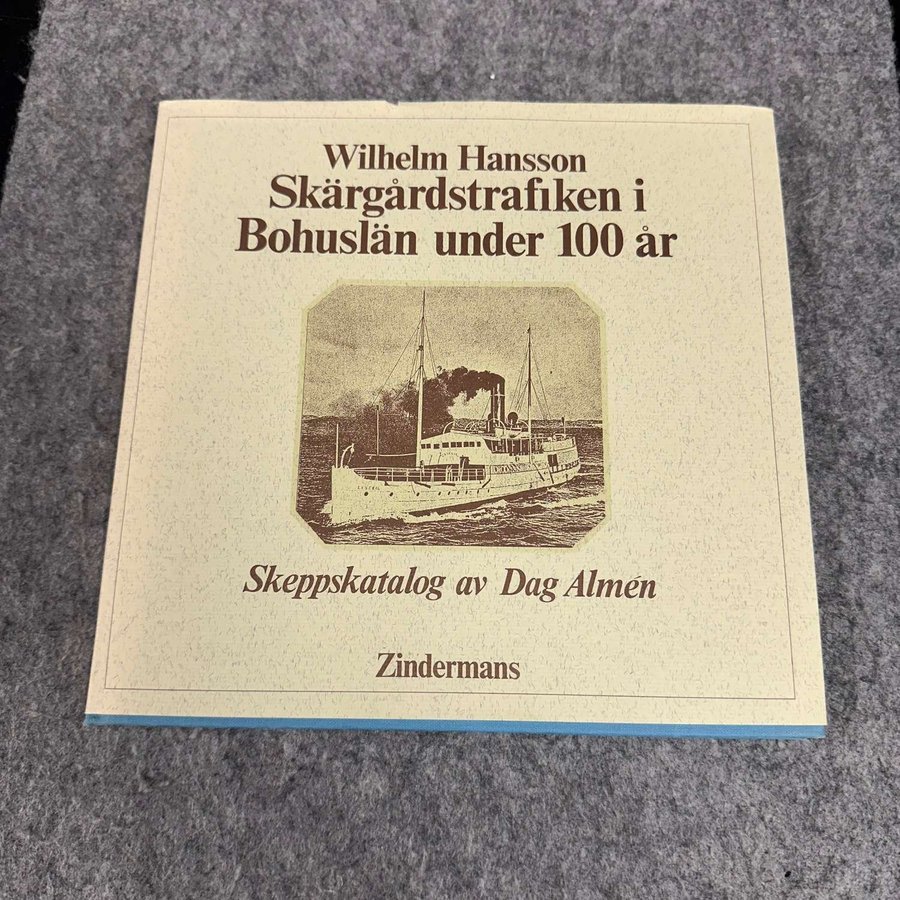 Wilhelm Hansson
Skärgårdstrafiken i
Bohuslän under 100 år
Skeppskatalog av Dag Almén
Zindermans